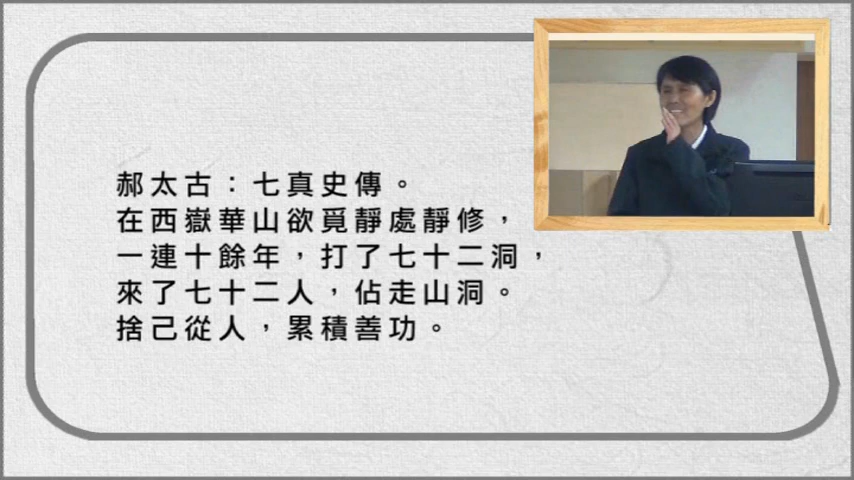 郝太古：七真史傳。
在西嶽華山欲覓靜處靜修，
一連十餘年，打了七十二洞，
來了七十二人，佔走山洞。
捨己從人，累積善功。